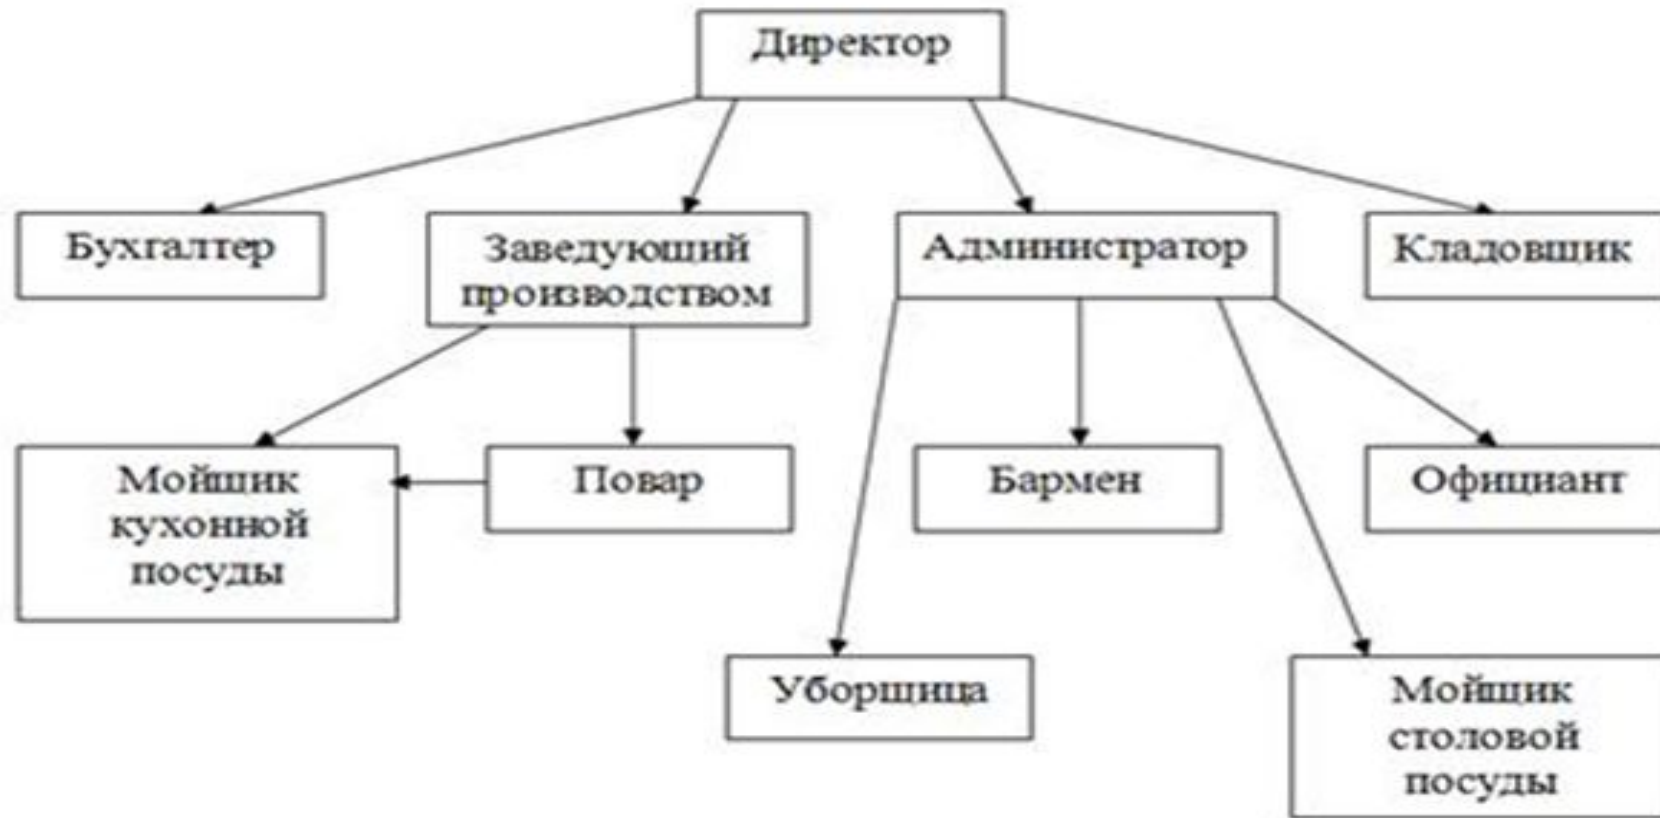 Директор
Бухгалтер
Заведующий
производством
Администратор
Кладовщик
Мойщик
кухонной
посуды
Повар
Бармен
Официант
Уборщица
Мойщик
столовой
посуды